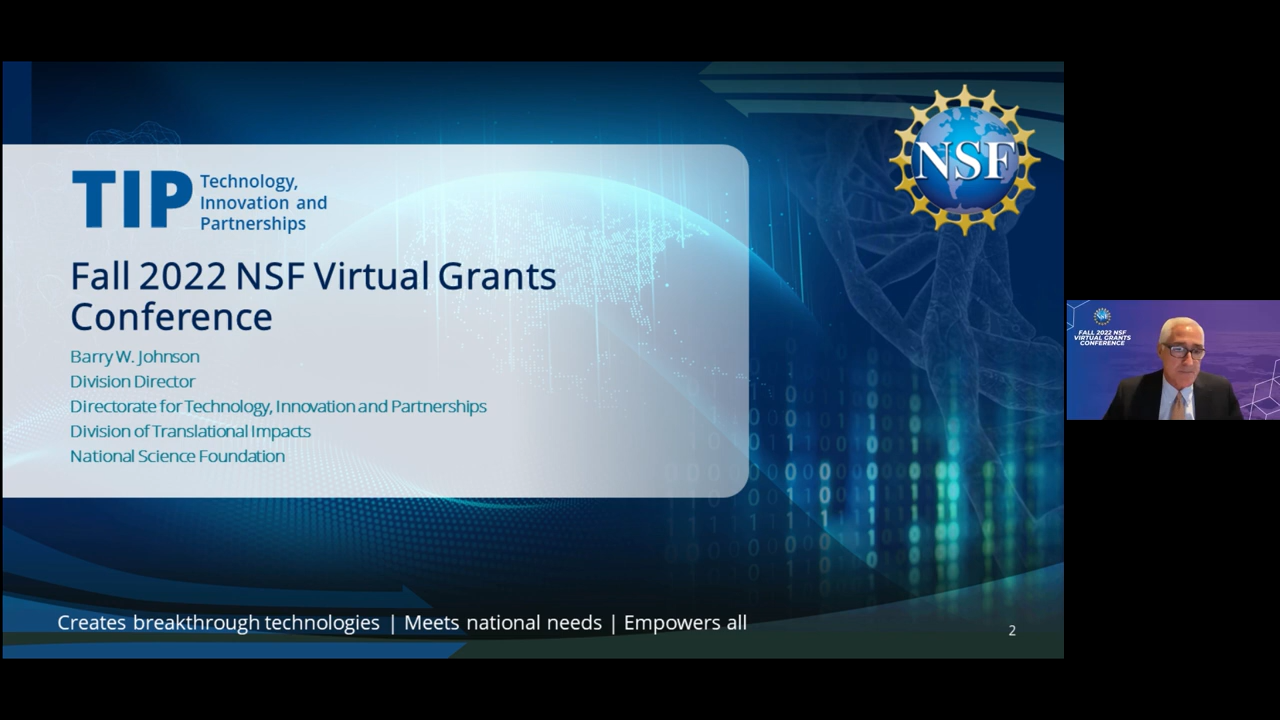 TIP
Technology,
Innovation and
Partnerships
NSF
Fall 2022 NSF Virtual Grants
Conference
Barry W. Johnson
Division Director
Directorate for Technology, Innovation and Partnerships
Division of Translational Impacts
National Science Foundation
Creates breakthrough technologies | Meets national needs | Empowers all
2
FALL 2022 NSF
VIRTUAL GRANTS
CONFERENCE